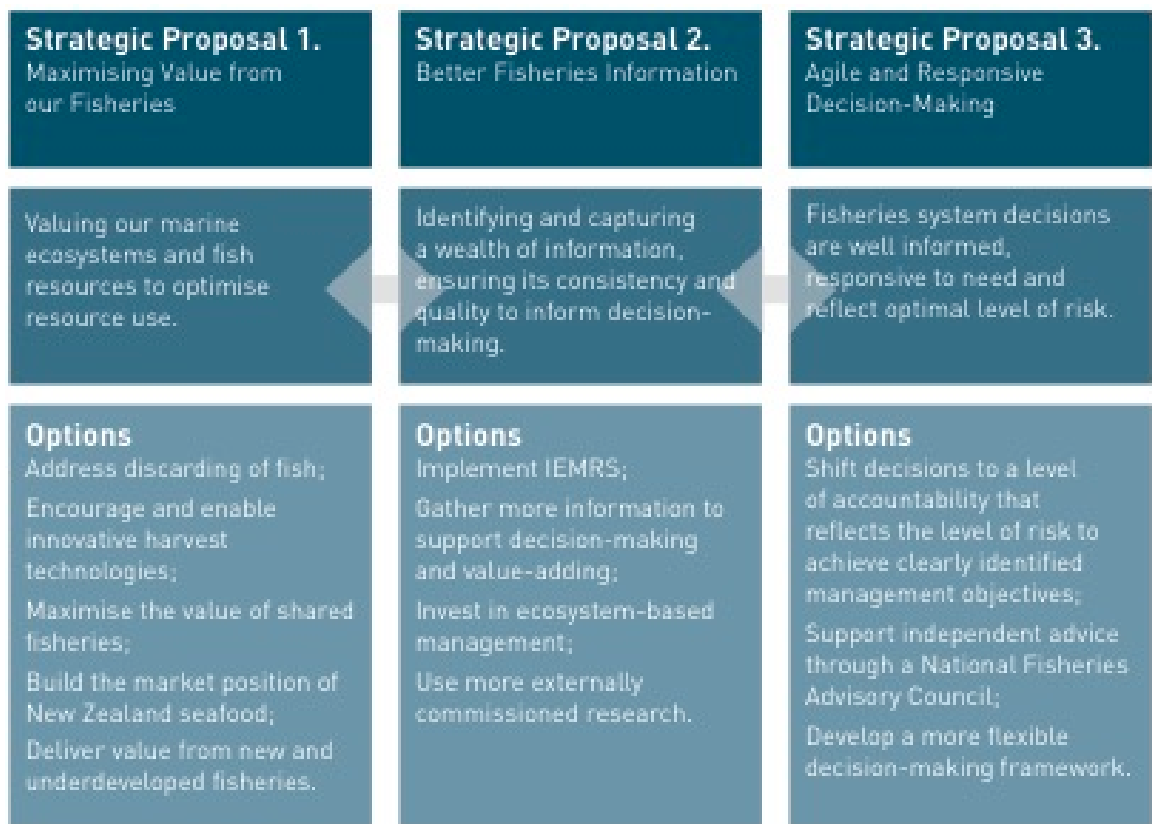 Strategic Proposal 1.
Maximising Value from
our Fisheries
Valuing our marine
ecosystems and fish
resources to optimise
resource use.
Options
Address discarding of fish;
Encourage and enable
innovative harvest
technologies;
Maximise the value of shared
fisheries;
Build the market position of
New Zealand seafood;
Deliver value from new and
underdeveloped fisheries.
Strategic Proposal 2.
Better Fisheries Information
Identifying and capturing
a wealth of information,
ensuring its consistency and
quality to inform decision-
making.
Options
Implement IEMRS;
Gather more information to
support decision-making
and value-adding;
Invest in ecosystem-based
management;
Use more externally
commissioned research.
Strategic Proposal 3.
Agile and Responsive
Decision-Making
Fisheries system decisions
are well informed,
responsive to need and
reflect optimal level of risk.
Options
Shift decisions to a level
of accountability that
reflects the level of risk to
achieve clearly identified
management objectives;
Support independent advice
through a National Fisheries
Advisory Council;
Develop a more flexible
decision-making framework.